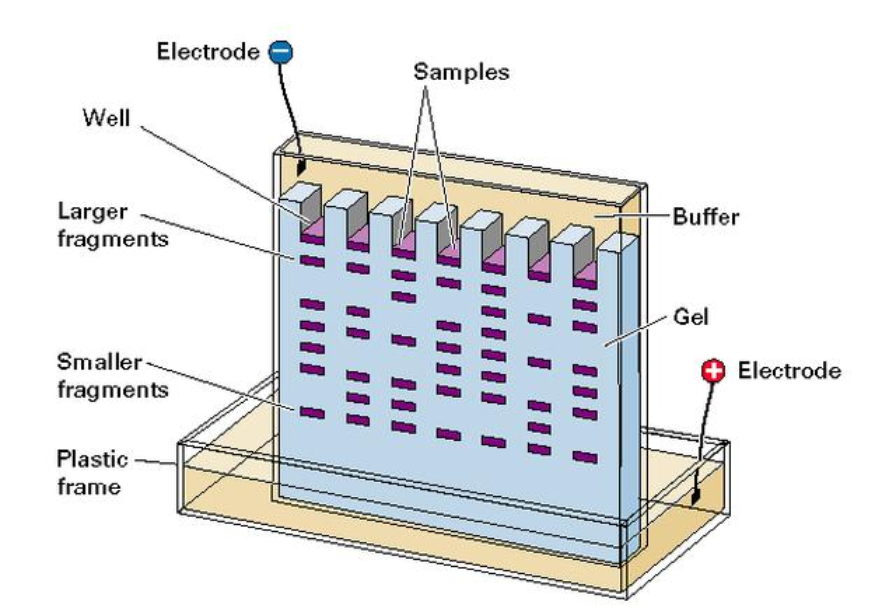 Electrode −
Samples
Well
Larger
fragments
Buffer
Gel
Smaller
fragments
+ Electrode
Plastic
frame